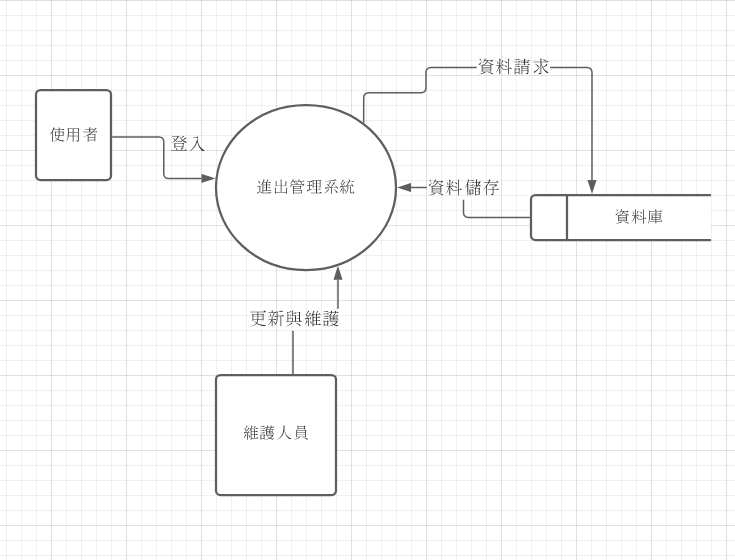 資料請求
使用者
登入
進出管理系統
資料儲存
資料庫
更新與維護
維護人員